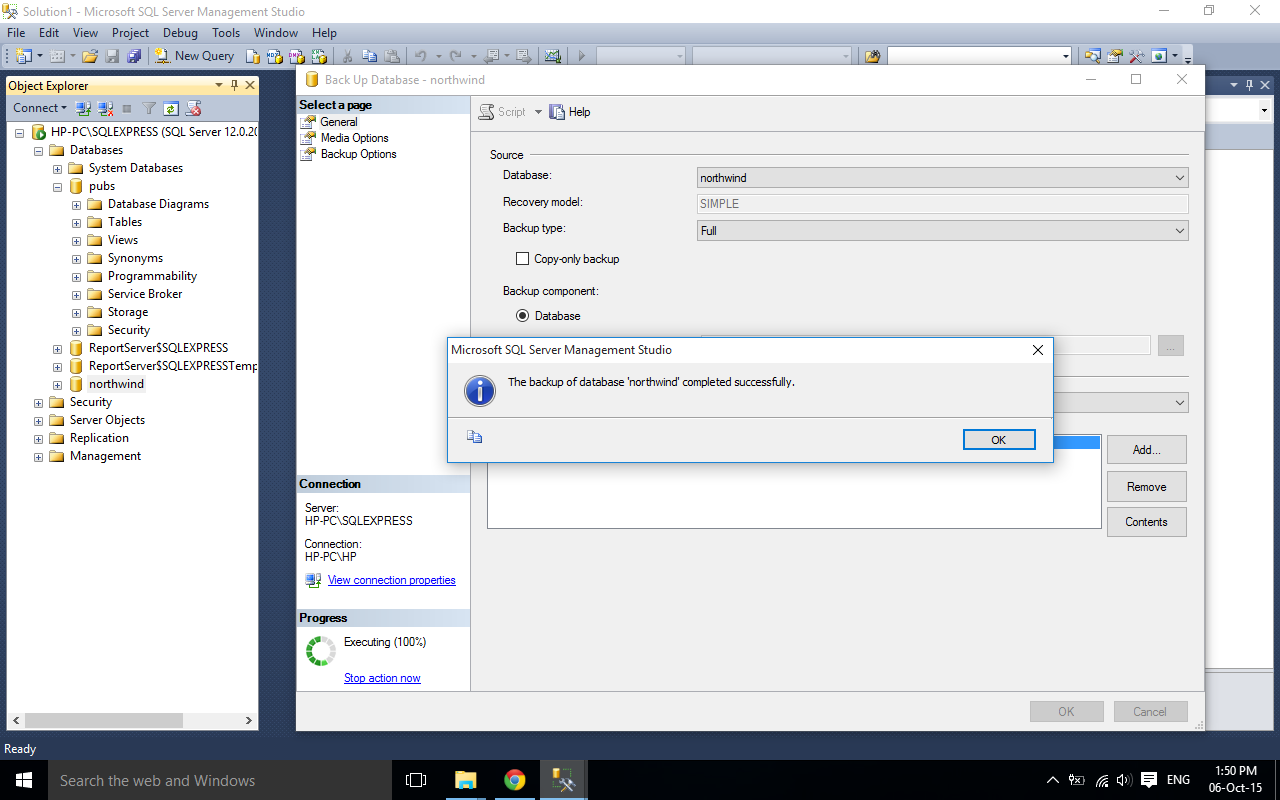 Solution1 - Microsoft SQL Server Management Studio
File Edit View Project Debug Tools Window Help
New Query
Object Explorer
Connect
HP-PC\SQLEXPRESS (SQL Server 12.0.20
Databases
System Databases
pubs
Database Diagrams
Tables
Views
Synonyms
Programmability
Service Broker
Storage
Security
ReportServer$SQLEXPRESS
ReportServer$SQLEXPRESSTemp
northwind
Security
Server Objects
Replication
Management
Back Up Database - northwind
Select a page
General
Media Options
Backup Options
Script Help
Source
Database:
northwind
Recovery model:
SIMPLE
Backup type:
Full
Copy-only backup
Backup component:
Database
...
Microsoft SQL Server Management Studio
The backup of database 'northwind' completed successfully.
OK
Add...
Remove
Contents
Connection
Server:
HP-PC\SQLEXPRESS
Connection:
HP-PC\HP
View connection properties
Progress
Executing (100%)
Stop action now
OK Cancel
Ready
Search the web and Windows
ENG
1:50 PM
06-Oct-15